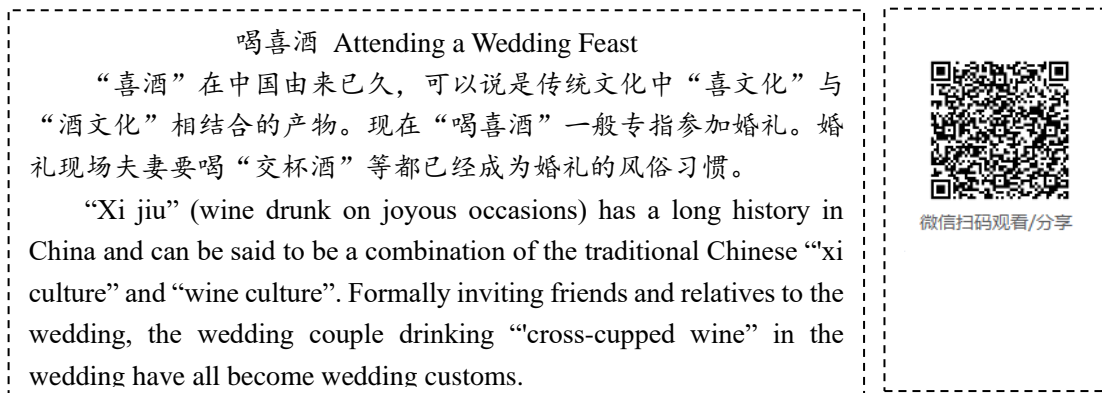 喝喜酒 Attending a Wedding Feast
“喜酒”在中国由来已久，可以说是传统文化中“喜文化”与
“酒文化”相结合的产物。现在“喝喜酒”一般专指参加婚礼。婚
礼现场夫妻要喝“交杯酒”等都已经成为婚礼的风俗习惯。
“Xi jiu” (wine drunk on joyous occasions) has a long history in
China and can be said to be a combination of the traditional Chinese “'xi
culture” and “wine culture”. Formally inviting friends and relatives to the
wedding, the wedding couple drinking “'cross-cupped wine” in the
wedding have all become wedding customs.
微信扫码观看/分享